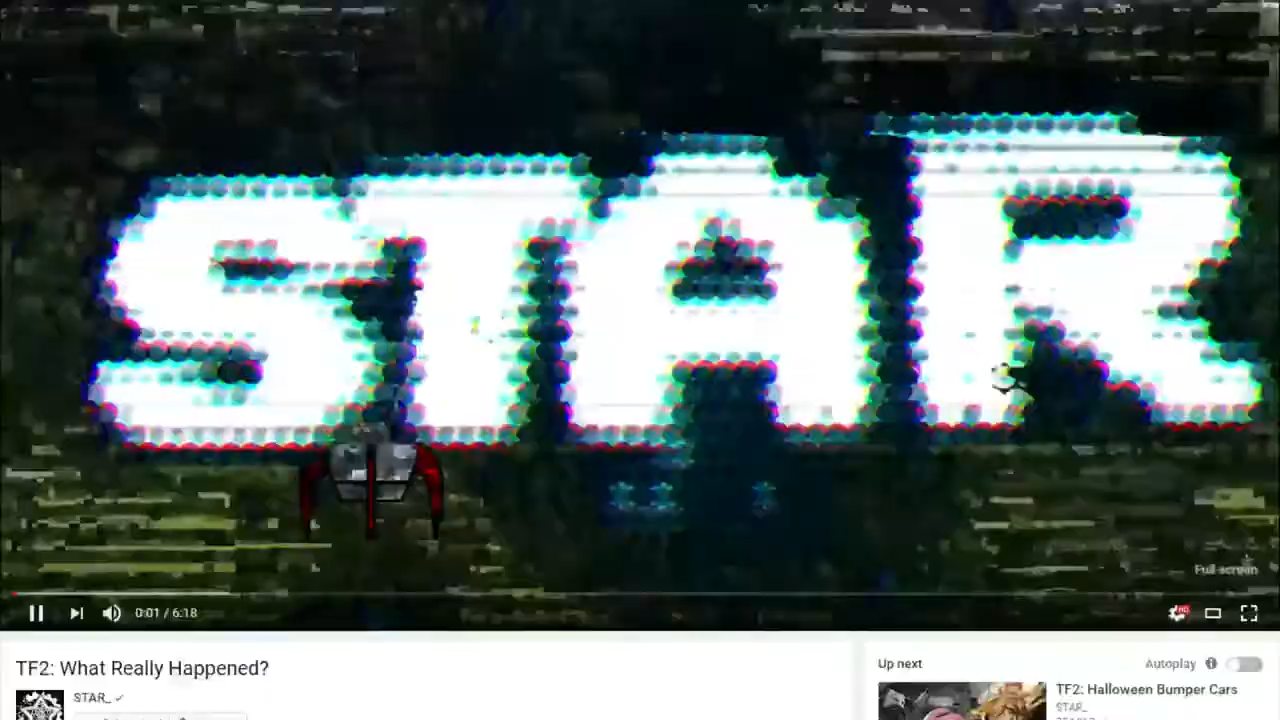 STAR
Full screen
0:01 / 6:18
HD
TF2: What Really Happened?
STAR_
Up next
Autoplay
TF2: Halloween Bumper Cars
STAR_